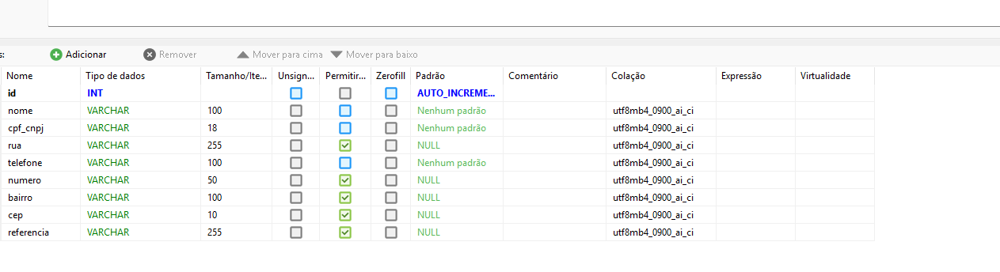 s: Adicionar Remover Mover para cima Mover para baixo
Nome Tipo de dados Tamanho/Ite... Unsign... Permitir... Zerofill Padrão Comentário Colação Expressão Virtualidade
id INT AUTO_INCREME...
nome VARCHAR 100 Nenhum padrão utf8mb4_0900_ai_ci
cpf_cnpj VARCHAR 18 Nenhum padrão utf8mb4_0900_ai_ci
rua VARCHAR 255 NULL utf8mb4_0900_ai_ci
telefone VARCHAR 100 Nenhum padrão utf8mb4_0900_ai_ci
numero VARCHAR 50 NULL utf8mb4_0900_ai_ci
bairro VARCHAR 100 NULL utf8mb4_0900_ai_ci
cep VARCHAR 10 NULL utf8mb4_0900_ai_ci
referencia VARCHAR 255 NULL utf8mb4_0900_ai_ci